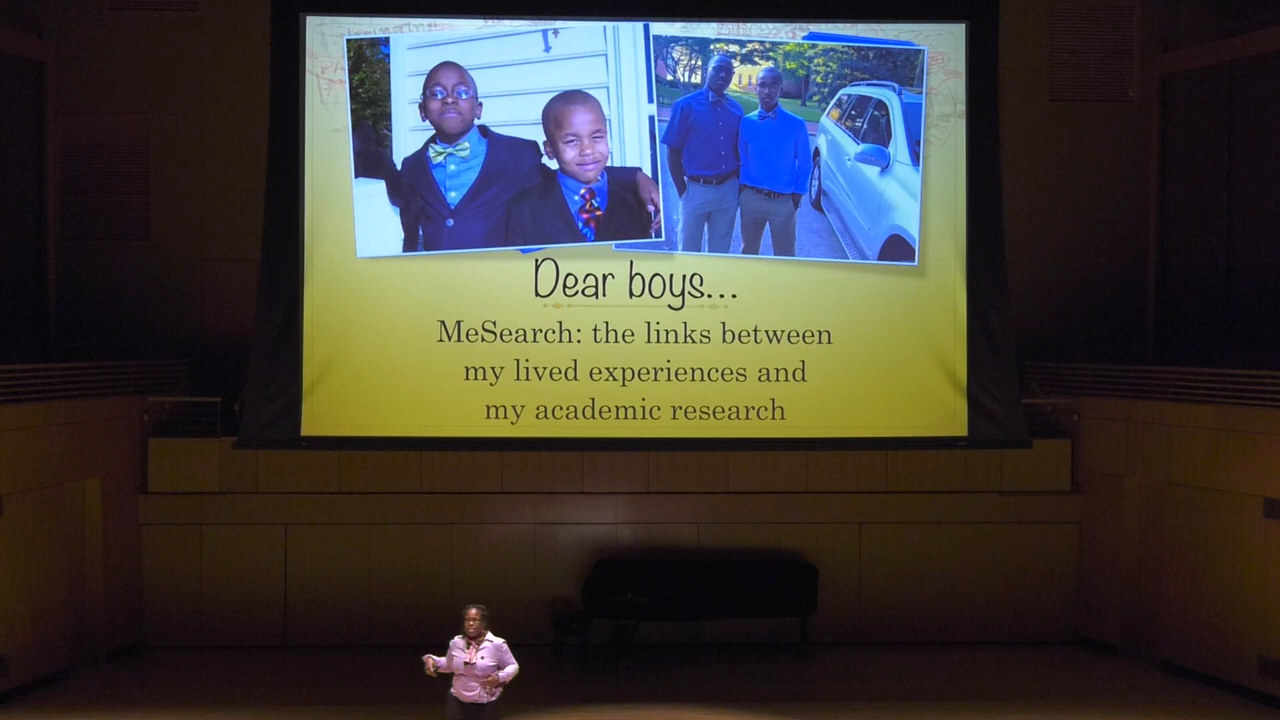 Dear boys...
MeSearch: the links between
my lived experiences and
my academic research